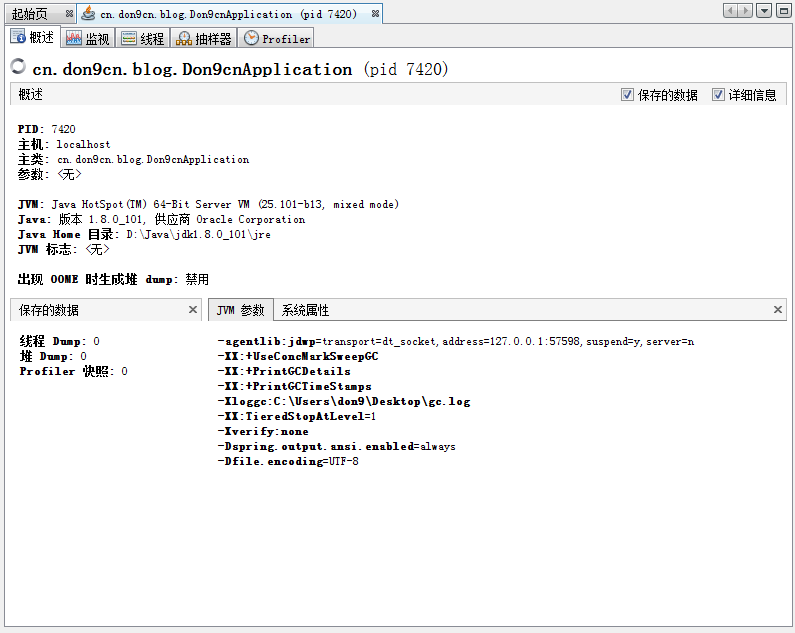 起始页 cn.don9cn.blog.Don9cnApplication (pid 7420)
概述 监视 线程 抽样器 Profiler
cn.don9cn.blog.Don9cnApplication (pid 7420)
概述 保存的数据 详细信息
PID: 7420
主机: localhost
主类: cn.don9cn.blog.Don9cnApplication
参数: <无>
JVM: Java HotSpot(TM) 64-Bit Server VM (25.101-b13, mixed mode)
Java: 版本 1.8.0_101, 供应商 Oracle Corporation
Java Home 目录: D:\Java\jdk1.8.0_101\jre
JVM 标志: <无>
出现 OOME 时生成堆 dump: 禁用
保存的数据
线程 Dump: 0
堆 Dump: 0
Profiler 快照: 0
JVM 参数 系统属性
-agentlib:jdwp=transport=dt_socket,address=127.0.0.1:57598,suspend=y,server=n
-XX:+UseConcMarkSweepGC
-XX:+PrintGCDetails
-XX:+PrintGCTimeStamps
-Xloggc:C:\Users\don9\Desktop\gc.log
-XX:TieredStopAtLevel=1
-Xverify:none
-Dspring.output.ansi.enabled=always
-Dfile.encoding=UTF-8